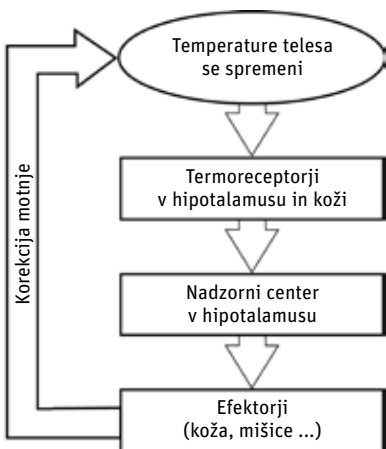 Temperature telesa
se spremeni
Termoreceptorji
v hipotalamusu in koži
Nadzorni center
v hipotalamusu
Efektorji
(koža, mišice ...)
Korekcija motnje